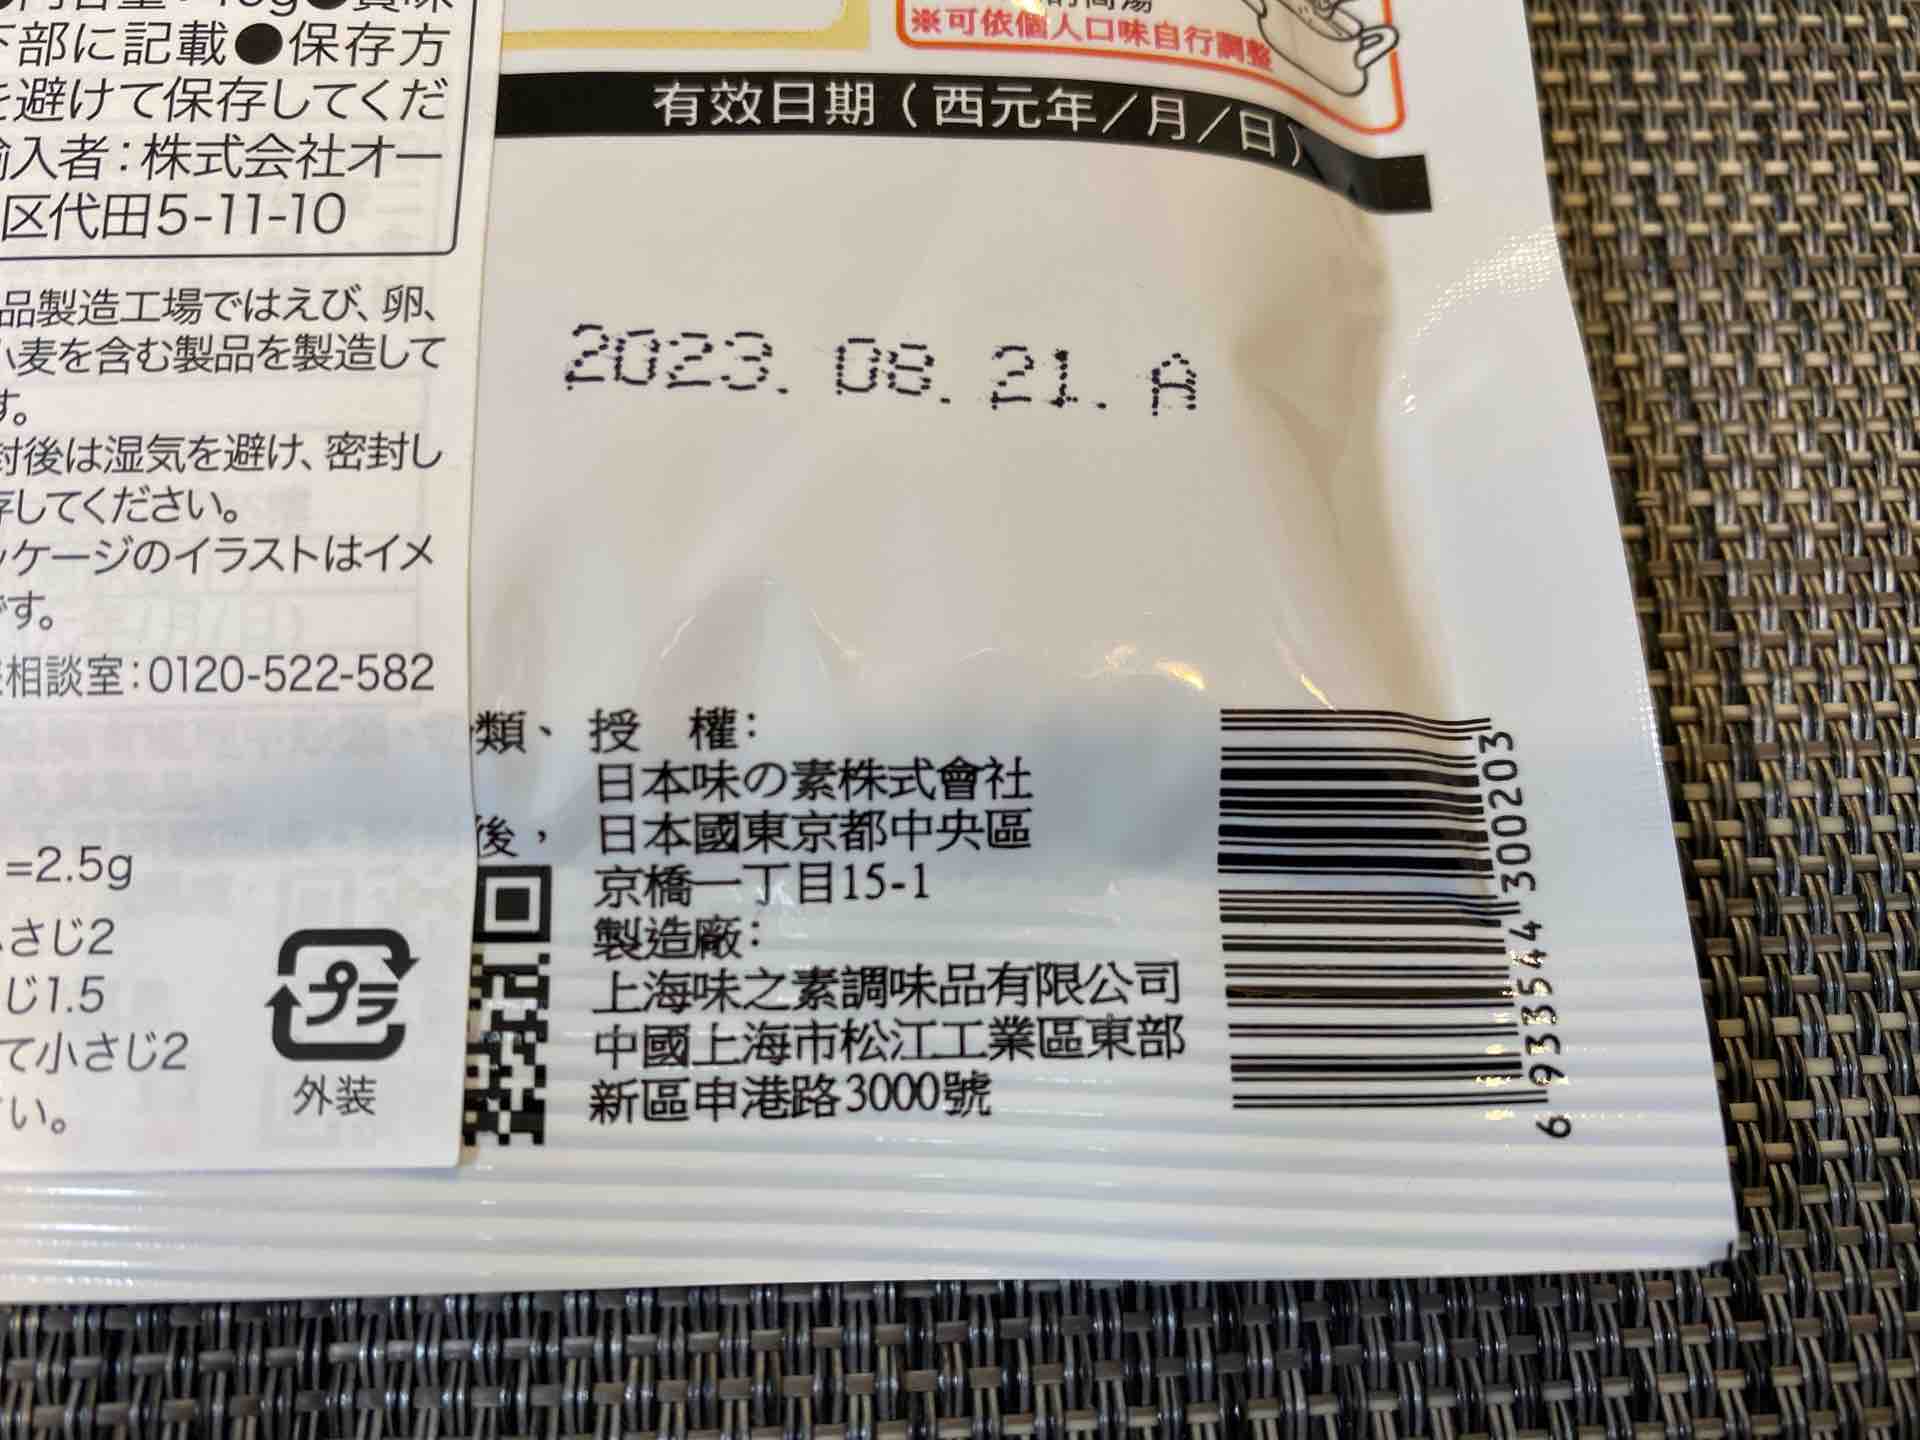 下部に記載●保存方
を避けて保存してくだ
輸入者：株式会社オー
区代田5-11-10
品製造工場ではえび、卵、
小麦を含む製品を製造して
す。
封後は湿気を避け、密封し
存してください。
ッケージのイラストはイメ
です。
相談室：0120-522-582
=2.5g
小さじ2
じ1.5
て小さじ2
い。
プラ
外装
※可依個人口味自行調整
有效日期（西元年／月／日）
2023. 08. 21. A
類、
後，
授　權：
日本味の素株式會社
日本國東京都中央區
京橋一丁目15-1
製造廠：
上海味之素調味品有限公司
中國上海市松江工業區東部
新區申港路3000號
6 933544 300203